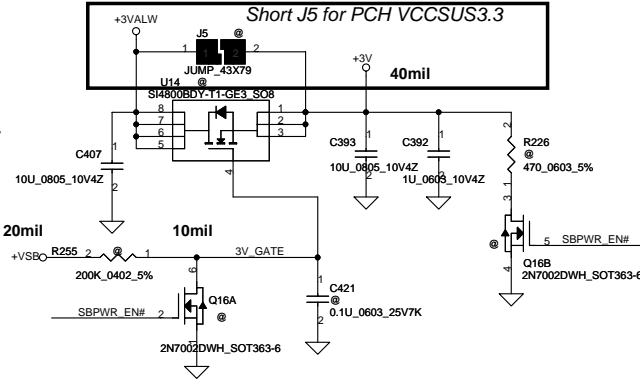 Short J5 for PCH VCCSUS3.3
+3VALW
J5
@
1
1
2
2
JUMP_43X79
@
+3V
40mil
U14
SI4800BDY-T1-GE3_SO8
8
7
6
5
1
2
3
4
C407
1
2
10U_0805_10V4Z
C393
1
2
10U_0805_10V4Z
C392
1
2
1U_0603_10V4Z
2
R226
@
470_0603_5%
1
20mil
+VSB
R255
2
@
1
200K_0402_5%
10mil
3V_GATE
SBPWR_EN#
2
6
Q16A
@
1
2N7002DWH_SOT363-6
1
C421
@
0.1U_0603_25V7K
2
3
@
5
SBPWR_EN#
4
Q16B
2N7002DWH_SOT363-6